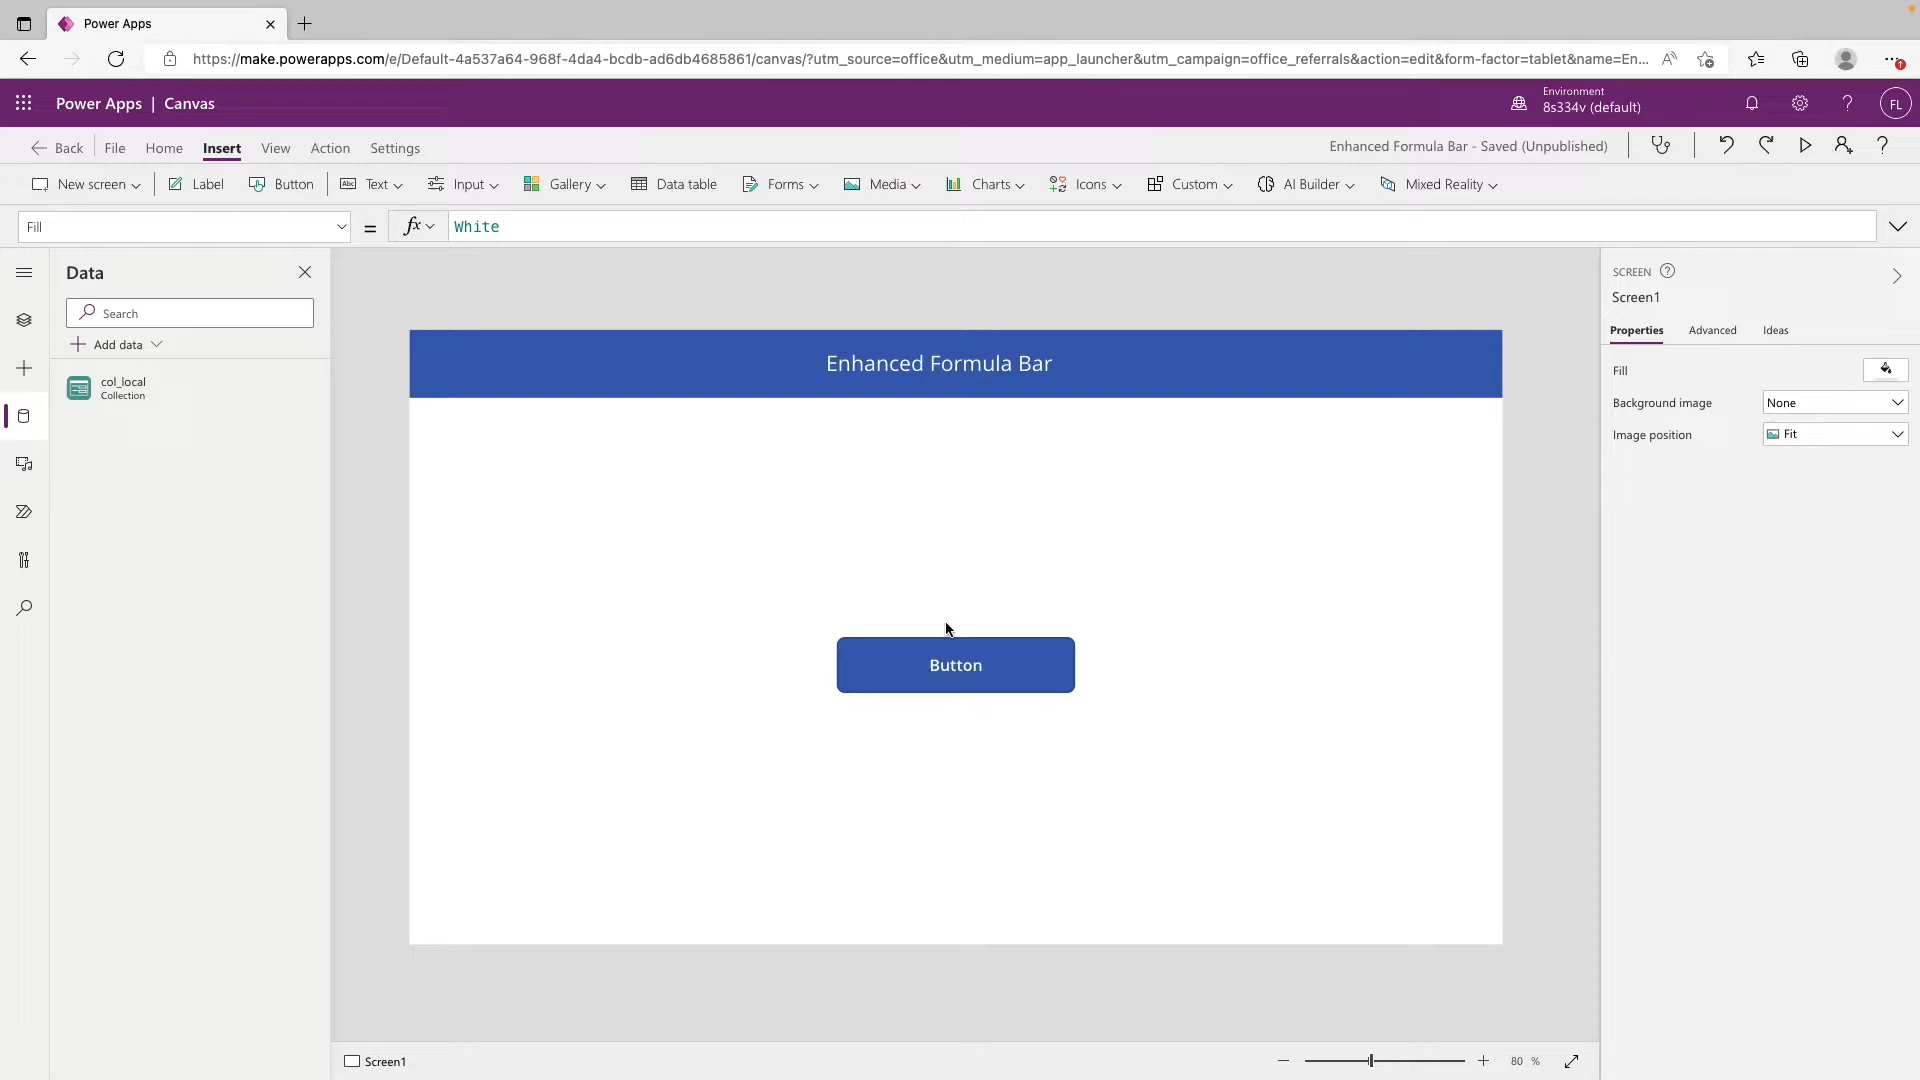 Power Apps
https://make.powerapps.com/e/Default-4a537a64-968f-4da4-bcdb-ad6db4685861/canvas/?utm_source=office&utm_medium=app_launcher&utm_campaign=office_referrals&action=edit&form-factor=tablet&name=En...
Power Apps | Canvas
Environment
8s334v (default)
FL
Back File Home Insert View Action Settings
Enhanced Formula Bar - Saved (Unpublished)
New screen Label Button Text Input Gallery Data table Forms Media Charts Icons Custom AI Builder Mixed Reality
Fill = fx White
Data
Search
Add data
col_local
Collection
Enhanced Formula Bar
Button
SCREEN
Screen1
Properties Advanced Ideas
Fill
Background image None
Image position Fit
Screen1
80 %